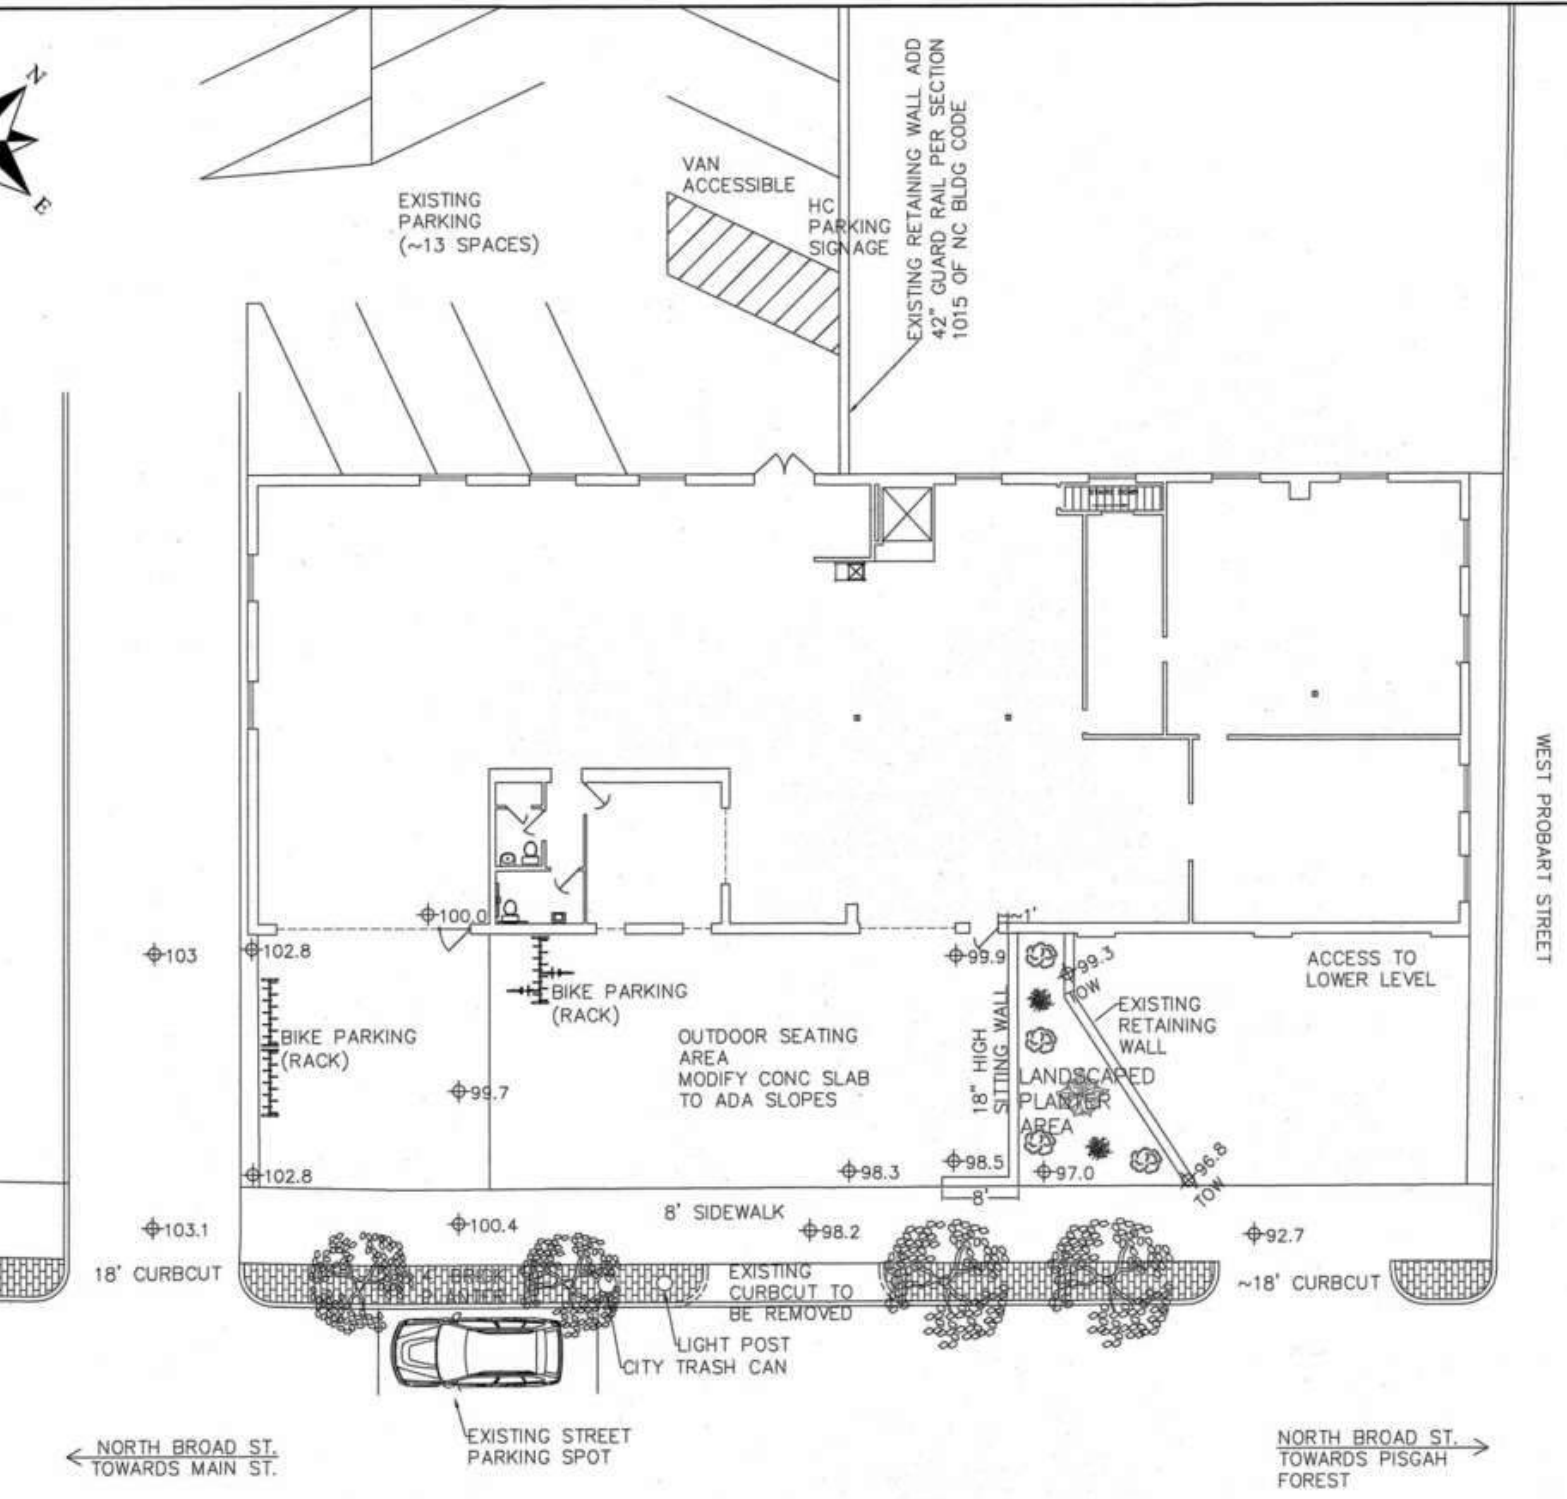 N
E
EXISTING
PARKING
(~13 SPACES)
VAN
ACCESSIBLE
HC
PARKING
SIGNAGE
EXISTING RETAINING WALL ADD
42" GUARD RAIL PER SECTION
1015 OF NC BLDG CODE
WEST PROBART STREET
100.0
~1'
103
102.8
99.9
99.3
TOW
ACCESS TO
LOWER LEVEL
BIKE PARKING
(RACK)
EXISTING
RETAINING
WALL
BIKE PARKING
(RACK)
OUTDOOR SEATING
AREA
MODIFY CONC SLAB
TO ADA SLOPES
18" HIGH
SITTING WALL
LANDSCAPED
PLANTER
AREA
99.7
102.8
98.3
98.5
97.0
96.8
TOW
8'
8' SIDEWALK
103.1
100.4
98.2
92.7
18' CURBCUT
BRICK
PLANTER
EXISTING
CURBCUT TO
BE REMOVED
~18' CURBCUT
LIGHT POST
CITY TRASH CAN
EXISTING STREET
PARKING SPOT
NORTH BROAD ST.
TOWARDS MAIN ST.
NORTH BROAD ST.
TOWARDS PISGAH
FOREST